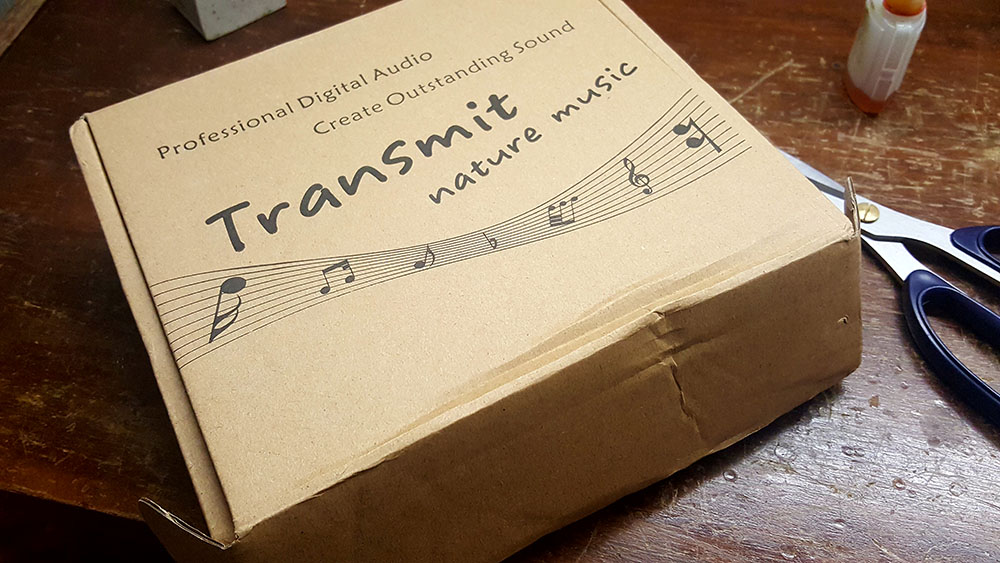 Professional Digital Audio
Create Outstanding Sound
Transmit
nature music